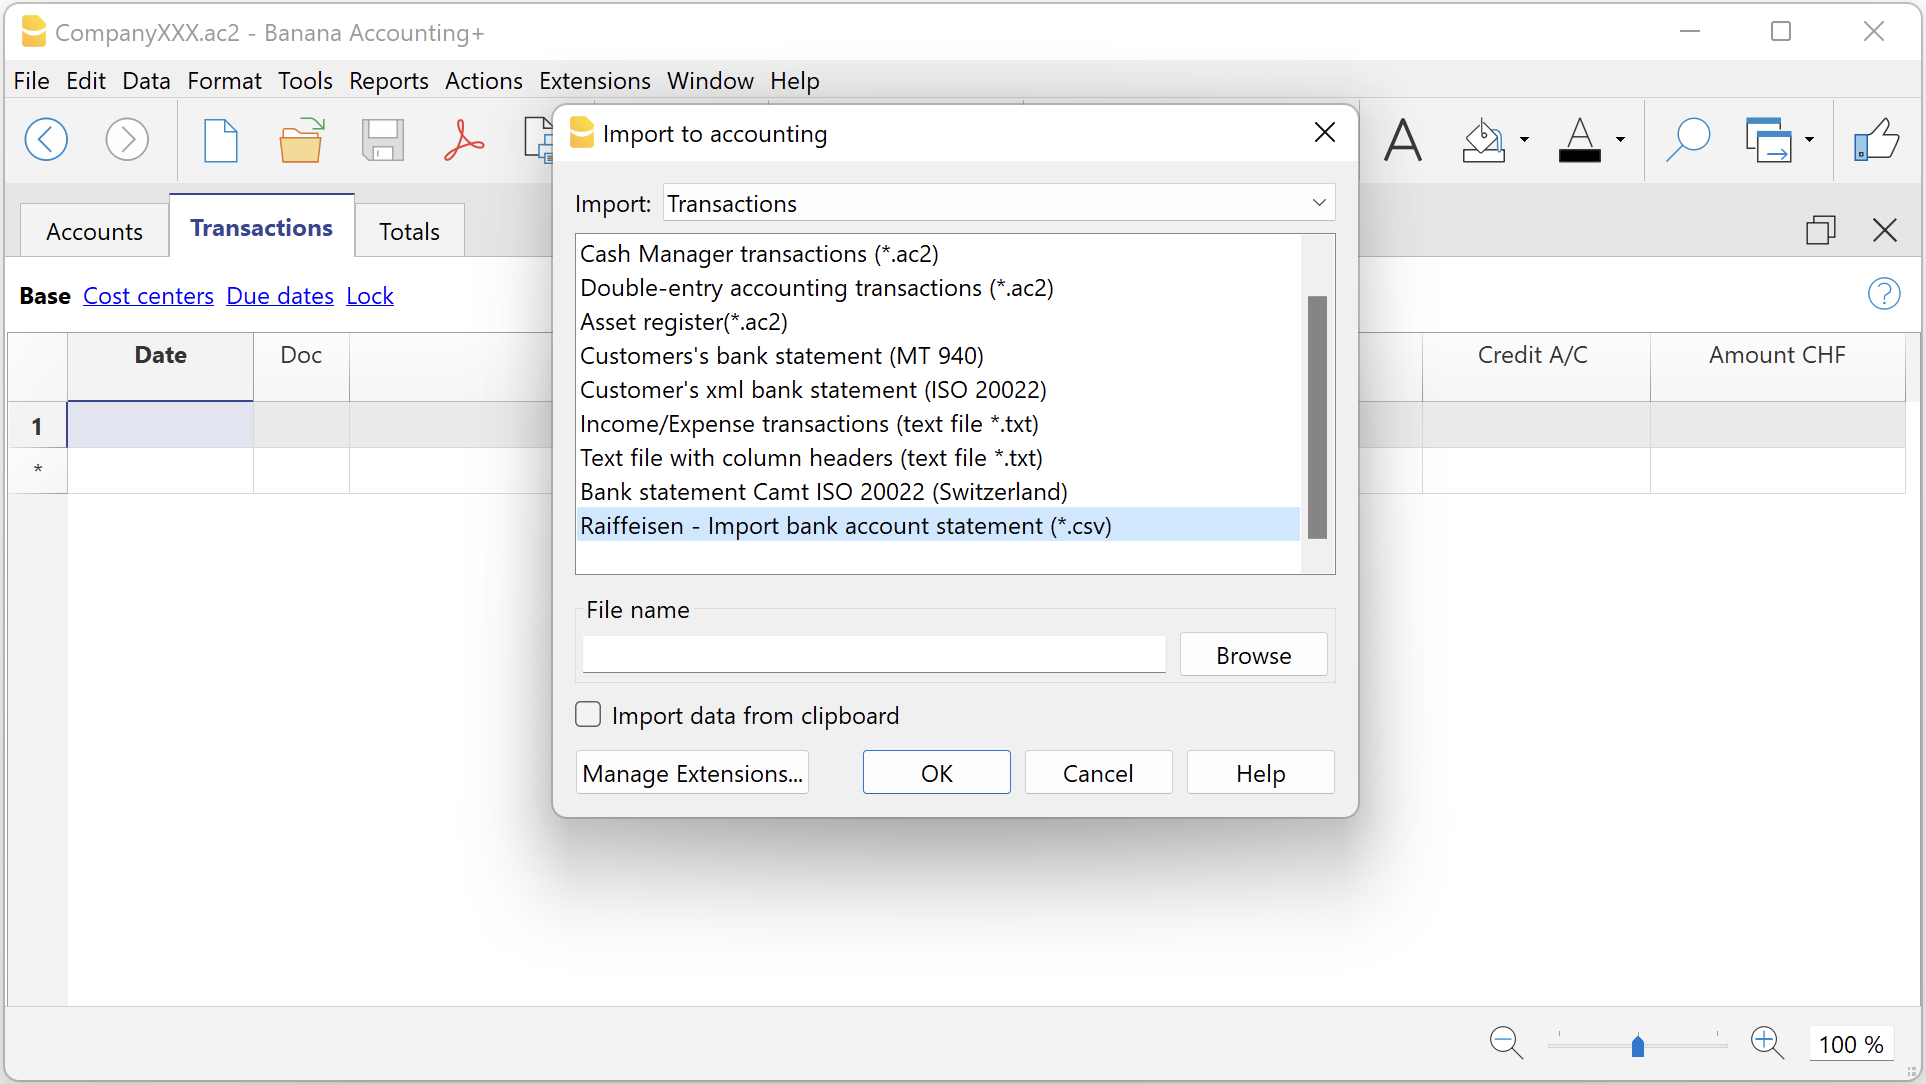 CompanyXXX.ac2 - Banana Accounting+
File Edit Data Format Tools Reports Actions Extensions Window Help
Import to accounting
Accounts Transactions Totals
Import: Transactions
Base Cost centers Due dates Lock
Cash Manager transactions (*.ac2)
Double-entry accounting transactions (*.ac2)
Asset register(*.ac2)
Customers's bank statement (MT 940)
Customer's xml bank statement (ISO 20022)
Income/Expense transactions (text file *.txt)
Text file with column headers (text file *.txt)
Bank statement Camt ISO 20022 (Switzerland)
Raiffeisen - Import bank account statement (*.csv)
Date Doc Credit A/C Amount CHF
1
*
File name
Browse
Import data from clipboard
Manage Extensions... OK Cancel Help
100 %